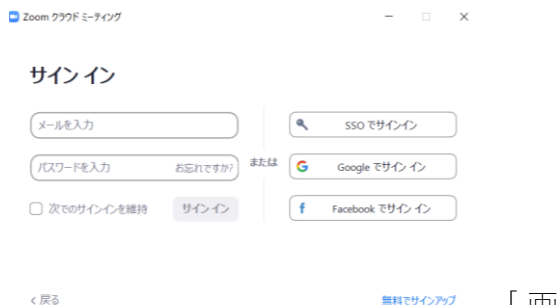 Zoom クラウド ミーティング
サイン イン
メールを入力
パスワードを入力 お忘れですか?
次でのサインインを維持 サイン イン
または
SSO でサインイン
Google でサイン イン
Facebook でサイン イン
< 戻る
無料でサインアップ
「